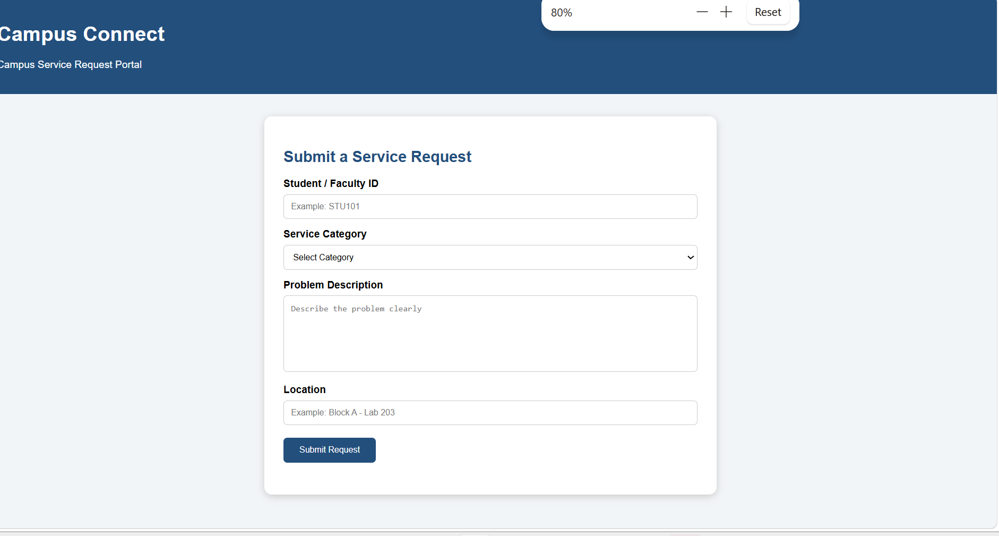 80%
Reset
Campus Connect
Campus Service Request Portal
Submit a Service Request
Student / Faculty ID
Example: STU101
Service Category
Select Category
Problem Description
Describe the problem clearly
Location
Example: Block A - Lab 203
Submit Request